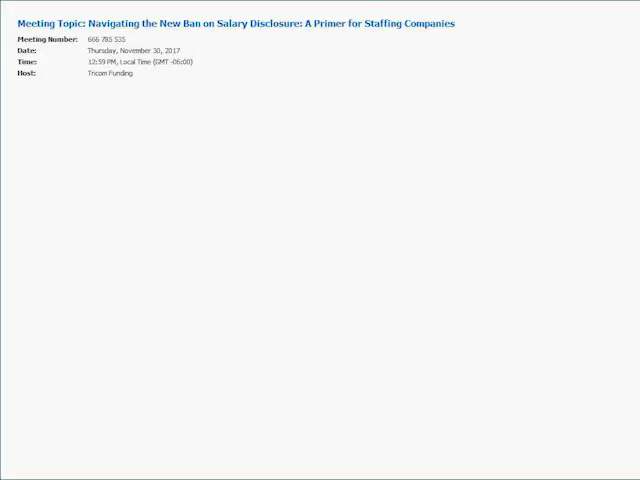 Meeting Topic: Navigating the New Ban on Salary Disclosure: A Primer for Staffing Companies
Meeting Number: 666 785 535
Date: Thursday, November 30, 2017
Time: 12:59 PM, Local Time (GMT -06:00)
Host: Tricom Funding